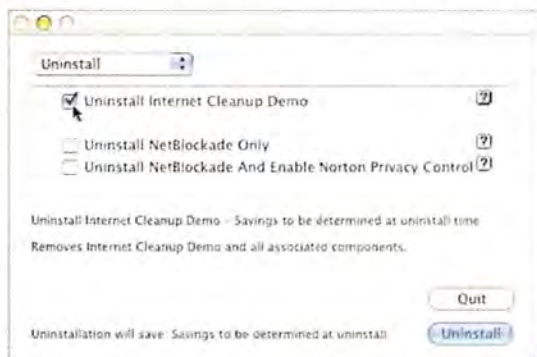 Uninstall
Uninstall Internet Cleanup Demo ?
Uninstall NetBlockade Only ?
Uninstall NetBlockade And Enable Norton Privacy Control ?
Uninstall Internet Cleanup Demo - Savings to be determined at uninstall time
Removes Internet Cleanup Demo and all associated components.
Quit
Uninstallation will save: Savings to be determined at uninstall
Uninstall